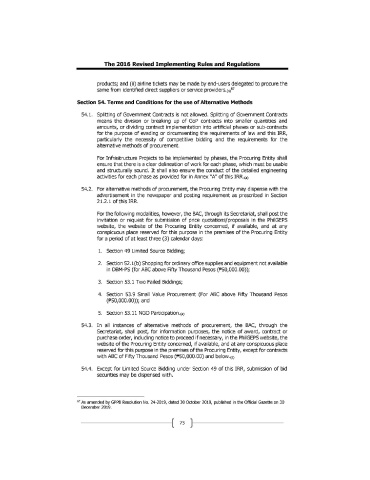 The 2016 Revised Implementing Rules and Regulations
products; and (ii) airline tickets may be made by end-users delegated to procure the
same from identified direct suppliers or service providers.
Section 54. Terms and Conditions for the use of Alternative Methods
54.1. Splitting of Government Contracts is not allowed. Splitting of Government Contracts
means the division or breaking up of GoP contracts into smaller quantities and
amounts, or dividing contract implementation into artificial phases or sub-contracts
for the purpose of evading or circumventing the requirements of law and this IRR,
particularly the necessity of competitive bidding and the requirements for the
alternative methods of procurement
For Infrastructure Projects to be implemented by phases, the Procuring Entity shall
ensure that there is a clear delineation of work for each phase, which must be usable
and structurally sound. It shall also ensure the conduct of the detailed engineering
activities for each phase as provided for in Annex "A" of this IRR.
54.2. For alternative methods of procurement, the Procuring Entity may dispense with the
advertisement in the newspaper and posting requirement as prescribed in Section
21.2.1 of this IRR.
For the following modalities, however, the BAC, through its Secretariat, shall post the
invitation or request for submission of price quotations/proposals in the PhilGEPS
website, the website of the Procuring Entity concerned, if available, and at any
conspicuous place reserved for this purpose in the premises of the Procuring Entity
for a period of at least three (3) calendar days:
1. Section 49 Limited Source Bidding;
2. Section 52.1(b) Shopping for ordinary office supplies and equipment not available
in DBM-PS (for ABC above Fifty Thousand Pesos (₱50,000.00));
3. Section 53.1 Two Failed Biddings;
4. Section 53.9 Small Value Procurement (For ABC above Fifty Thousand Pesos
(₱50,000.00)); and
5. Section 53.11 NGO Participation.
54.3. In all instances of alternative methods of procurement, the BAC, through the
Secretariat, shall post, for information purposes, the notice of award, contract or
purchase order, including notice to proceed if necessary, in the PhilGEPS website, the
website of the Procuring Entity concerned, if available, and at any conspicuous place
reserved for this purpose in the premises of the Procuring Entity, except for contracts
with ABC of Fifty Thousand Pesos (₱50,000.00) and below.
54.4. Except for Limited Source Bidding under Section 49 of this IRR, submission of bid
securities may be dispensed with.
As amended by GPPB Resolution No. 24-2019, dated 30 October 2019, published in the Official Gazette on 30
December 2019.
73